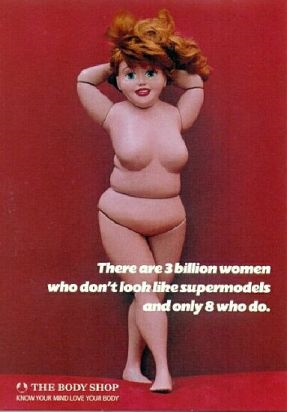 There are 3 billion women
who don't look like supermodels
and only 8 who do.
THE BODY SHOP
KNOW YOUR MIND LOVE YOUR BODY